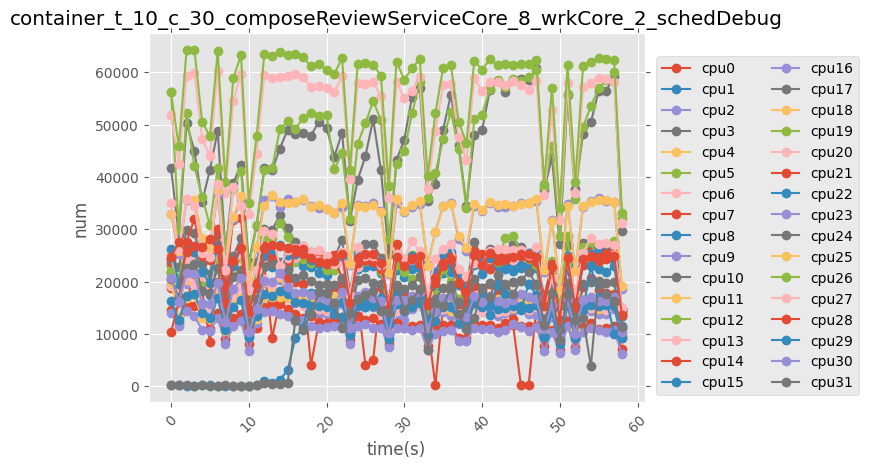 container_t_10_c_30_composeReviewServiceCore_8_wrkCore_2_schedDebug
num
60000
50000
40000
30000
20000
10000
0
0 10 20 30 40 50 60
time(s)
cpu0 cpu16
cpu1 cpu17
cpu2 cpu18
cpu3 cpu19
cpu4 cpu20
cpu5 cpu21
cpu6 cpu22
cpu7 cpu23
cpu8 cpu24
cpu9 cpu25
cpu10 cpu26
cpu11 cpu27
cpu12 cpu28
cpu13 cpu29
cpu14 cpu30
cpu15 cpu31